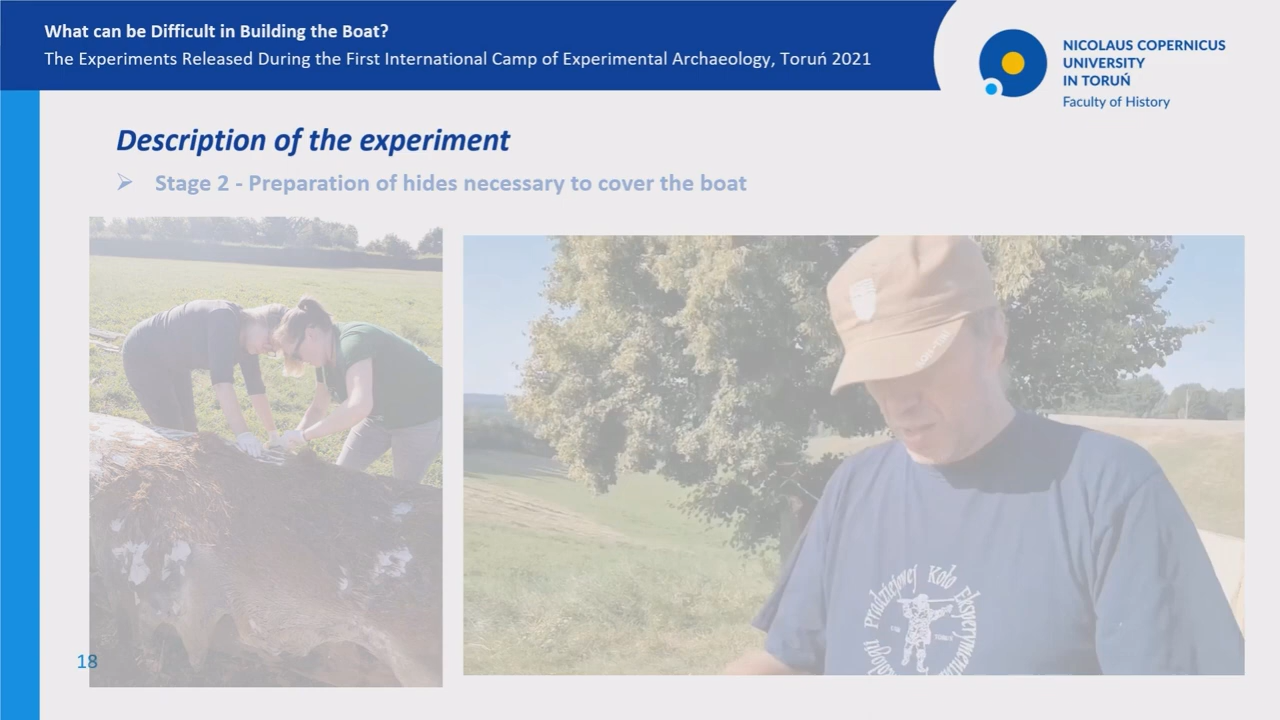 What can be Difficult in Building the Boat?
The Experiments Released During the First International Camp of Experimental Archaeology, Toruń 2021
NICOLAUS COPERNICUS
UNIVERSITY
IN TORUŃ
Faculty of History
Description of the experiment
Stage 2 - Preparation of hides necessary to cover the boat
Pradziejowej Koło
18